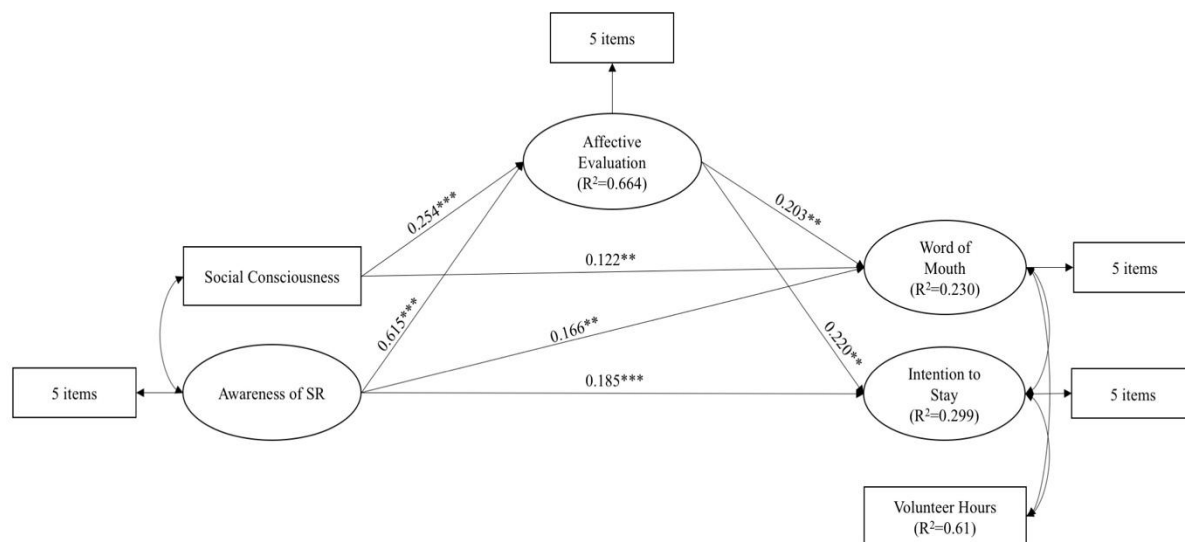 5 items
Affective
Evaluation
(R²=0.664)
0.254***
0.203**
Social Consciousness
0.122**
Word of
Mouth
(R²=0.230)
5 items
0.615***
0.166**
0.220**
5 items
Awareness of SR
0.185***
Intention to
Stay
(R²=0.299)
5 items
Volunteer Hours
(R²=0.61)